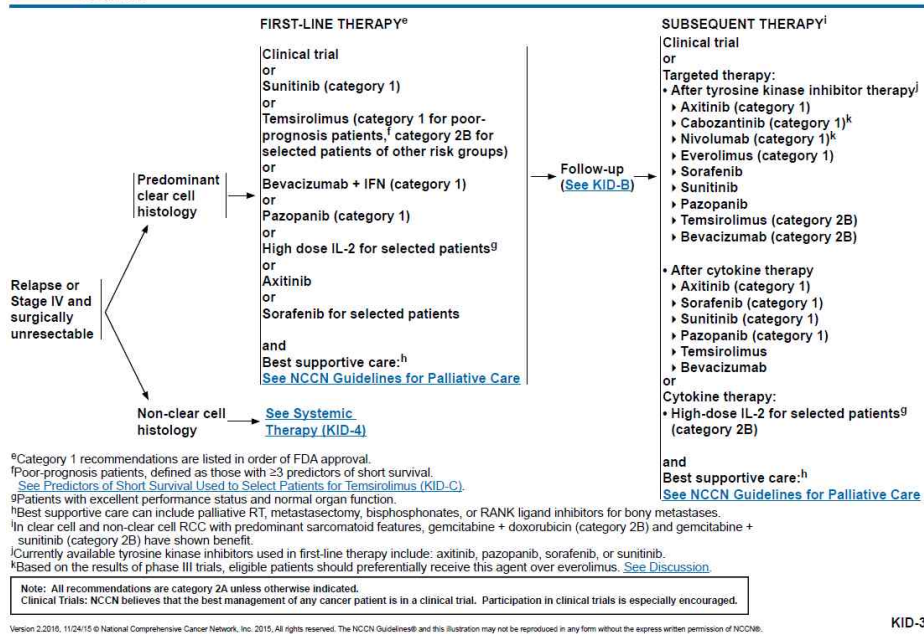 FIRST-LINE THERAPYe
Clinical trial
or
Sunitinib (category 1)
or
Temsirolimus (category 1 for poor-
prognosis patients,f category 2B for
selected patients of other risk groups)
or
Bevacizumab + IFN (category 1)
or
Pazopanib (category 1)
or
High dose IL-2 for selected patientsg
or
Axitinib
or
Sorafenib for selected patients
and
Best supportive care:h
See NCCN Guidelines for Palliative Care
Relapse or
Stage IV and
surgically
unresectable
Predominant
clear cell
histology
Non-clear cell
histology
See Systemic
Therapy (KID-4)
Follow-up
(See KID-B)
SUBSEQUENT THERAPYi
Clinical trial
or
Targeted therapy:
• After tyrosine kinase inhibitor therapyj
▸ Axitinib (category 1)
▸ Cabozantinib (category 1)k
▸ Nivolumab (category 1)k
▸ Everolimus (category 1)
▸ Sorafenib
▸ Sunitinib
▸ Pazopanib
▸ Temsirolimus (category 2B)
▸ Bevacizumab (category 2B)
• After cytokine therapy
▸ Axitinib (category 1)
▸ Sorafenib (category 1)
▸ Sunitinib (category 1)
▸ Pazopanib (category 1)
▸ Temsirolimus
▸ Bevacizumab
or
Cytokine therapy:
• High-dose IL-2 for selected patientsg
(category 2B)
and
Best supportive care:h
See NCCN Guidelines for Palliative Care
eCategory 1 recommendations are listed in order of FDA approval.
fPoor-prognosis patients, defined as those with ≥3 predictors of short survival.
See Predictors of Short Survival Used to Select Patients for Temsirolimus (KID-C).
gPatients with excellent performance status and normal organ function.
hBest supportive care can include palliative RT, metastasectomy, bisphosphonates, or RANK ligand inhibitors for bony metastases.
iIn clear cell and non-clear cell RCC with predominant sarcomatoid features, gemcitabine + doxorubicin (category 2B) and gemcitabine +
sunitinib (category 2B) have shown benefit.
jCurrently available tyrosine kinase inhibitors used in first-line therapy include: axitinib, pazopanib, sorafenib, or sunitinib.
kBased on the results of phase III trials, eligible patients should preferentially receive this agent over everolimus. See Discussion.
Note: All recommendations are category 2A unless otherwise indicated.
Clinical Trials: NCCN believes that the best management of any cancer patient is in a clinical trial. Participation in clinical trials is especially encouraged.
Version 2.2016, 11/24/15 © National Comprehensive Cancer Network, Inc. 2015, All rights reserved. The NCCN Guidelines® and this illustration may not be reproduced in any form without the express written permission of NCCN®.